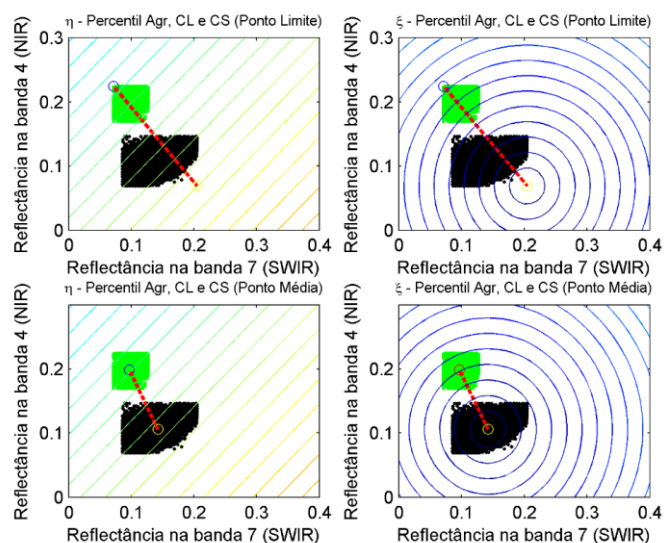 η - Percentil Agr, CL e CS (Ponto Limite)
ξ - Percentil Agr, CL e CS (Ponto Limite)
Reflectância na banda 4 (NIR)
0.3
0.2
0.1
0
0 0.1 0.2 0.3 0.4
Reflectância na banda 7 (SWIR)
Reflectância na banda 4 (NIR)
0.3
0.2
0.1
0
0 0.1 0.2 0.3 0.4
Reflectância na banda 7 (SWIR)
η - Percentil Agr, CL e CS (Ponto Média)
ξ - Percentil Agr, CL e CS (Ponto Média)
Reflectância na banda 4 (NIR)
0.3
0.2
0.1
0
0 0.1 0.2 0.3 0.4
Reflectância na banda 7 (SWIR)
Reflectância na banda 4 (NIR)
0.3
0.2
0.1
0
0 0.1 0.2 0.3 0.4
Reflectância na banda 7 (SWIR)